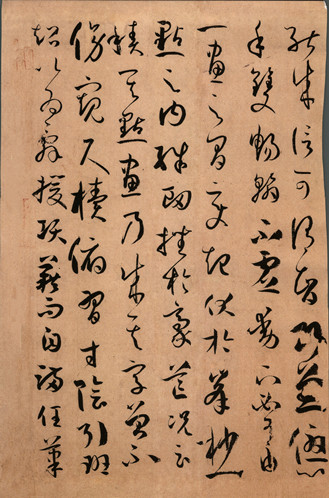 能成信可謂智巧兼優心
手雙暢翰不虛動下必有由
一畫之間變起伏於峯杪一
點之內殊衄挫於毫芒況云
積其點畫乃成其字曾不
傍窺尺牘俯習寸陰引班
超以為辭援項籍而自滿任筆